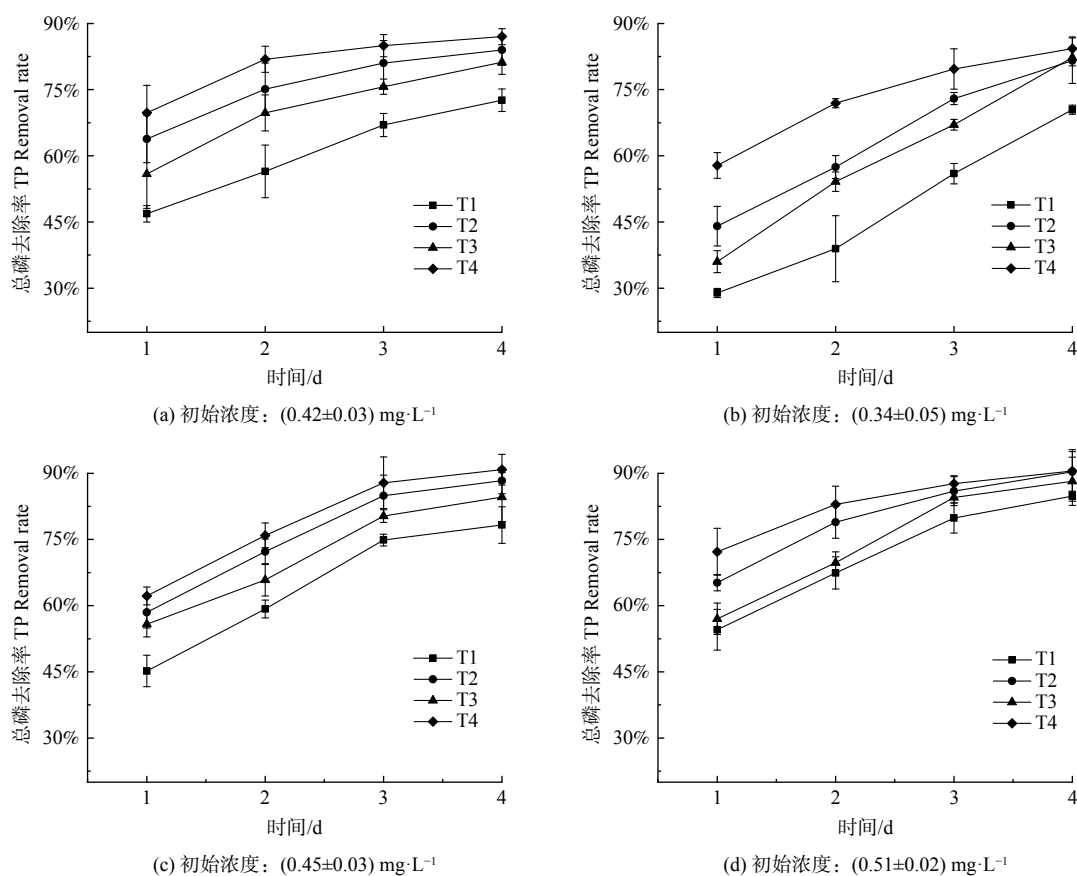 90%
75%
60%
45%
30%
总磷去除率 TP Removal rate
T1
T2
T3
T4
1 2 3 4
时间/d
(a) 初始浓度：(0.42±0.03) mg·L⁻¹
90%
75%
60%
45%
30%
总磷去除率 TP Removal rate
T1
T2
T3
T4
1 2 3 4
时间/d
(b) 初始浓度：(0.34±0.05) mg·L⁻¹
90%
75%
60%
45%
30%
总磷去除率 TP Removal rate
T1
T2
T3
T4
1 2 3 4
时间/d
(c) 初始浓度：(0.45±0.03) mg·L⁻¹
90%
75%
60%
45%
30%
总磷去除率 TP Removal rate
T1
T2
T3
T4
1 2 3 4
时间/d
(d) 初始浓度：(0.51±0.02) mg·L⁻¹